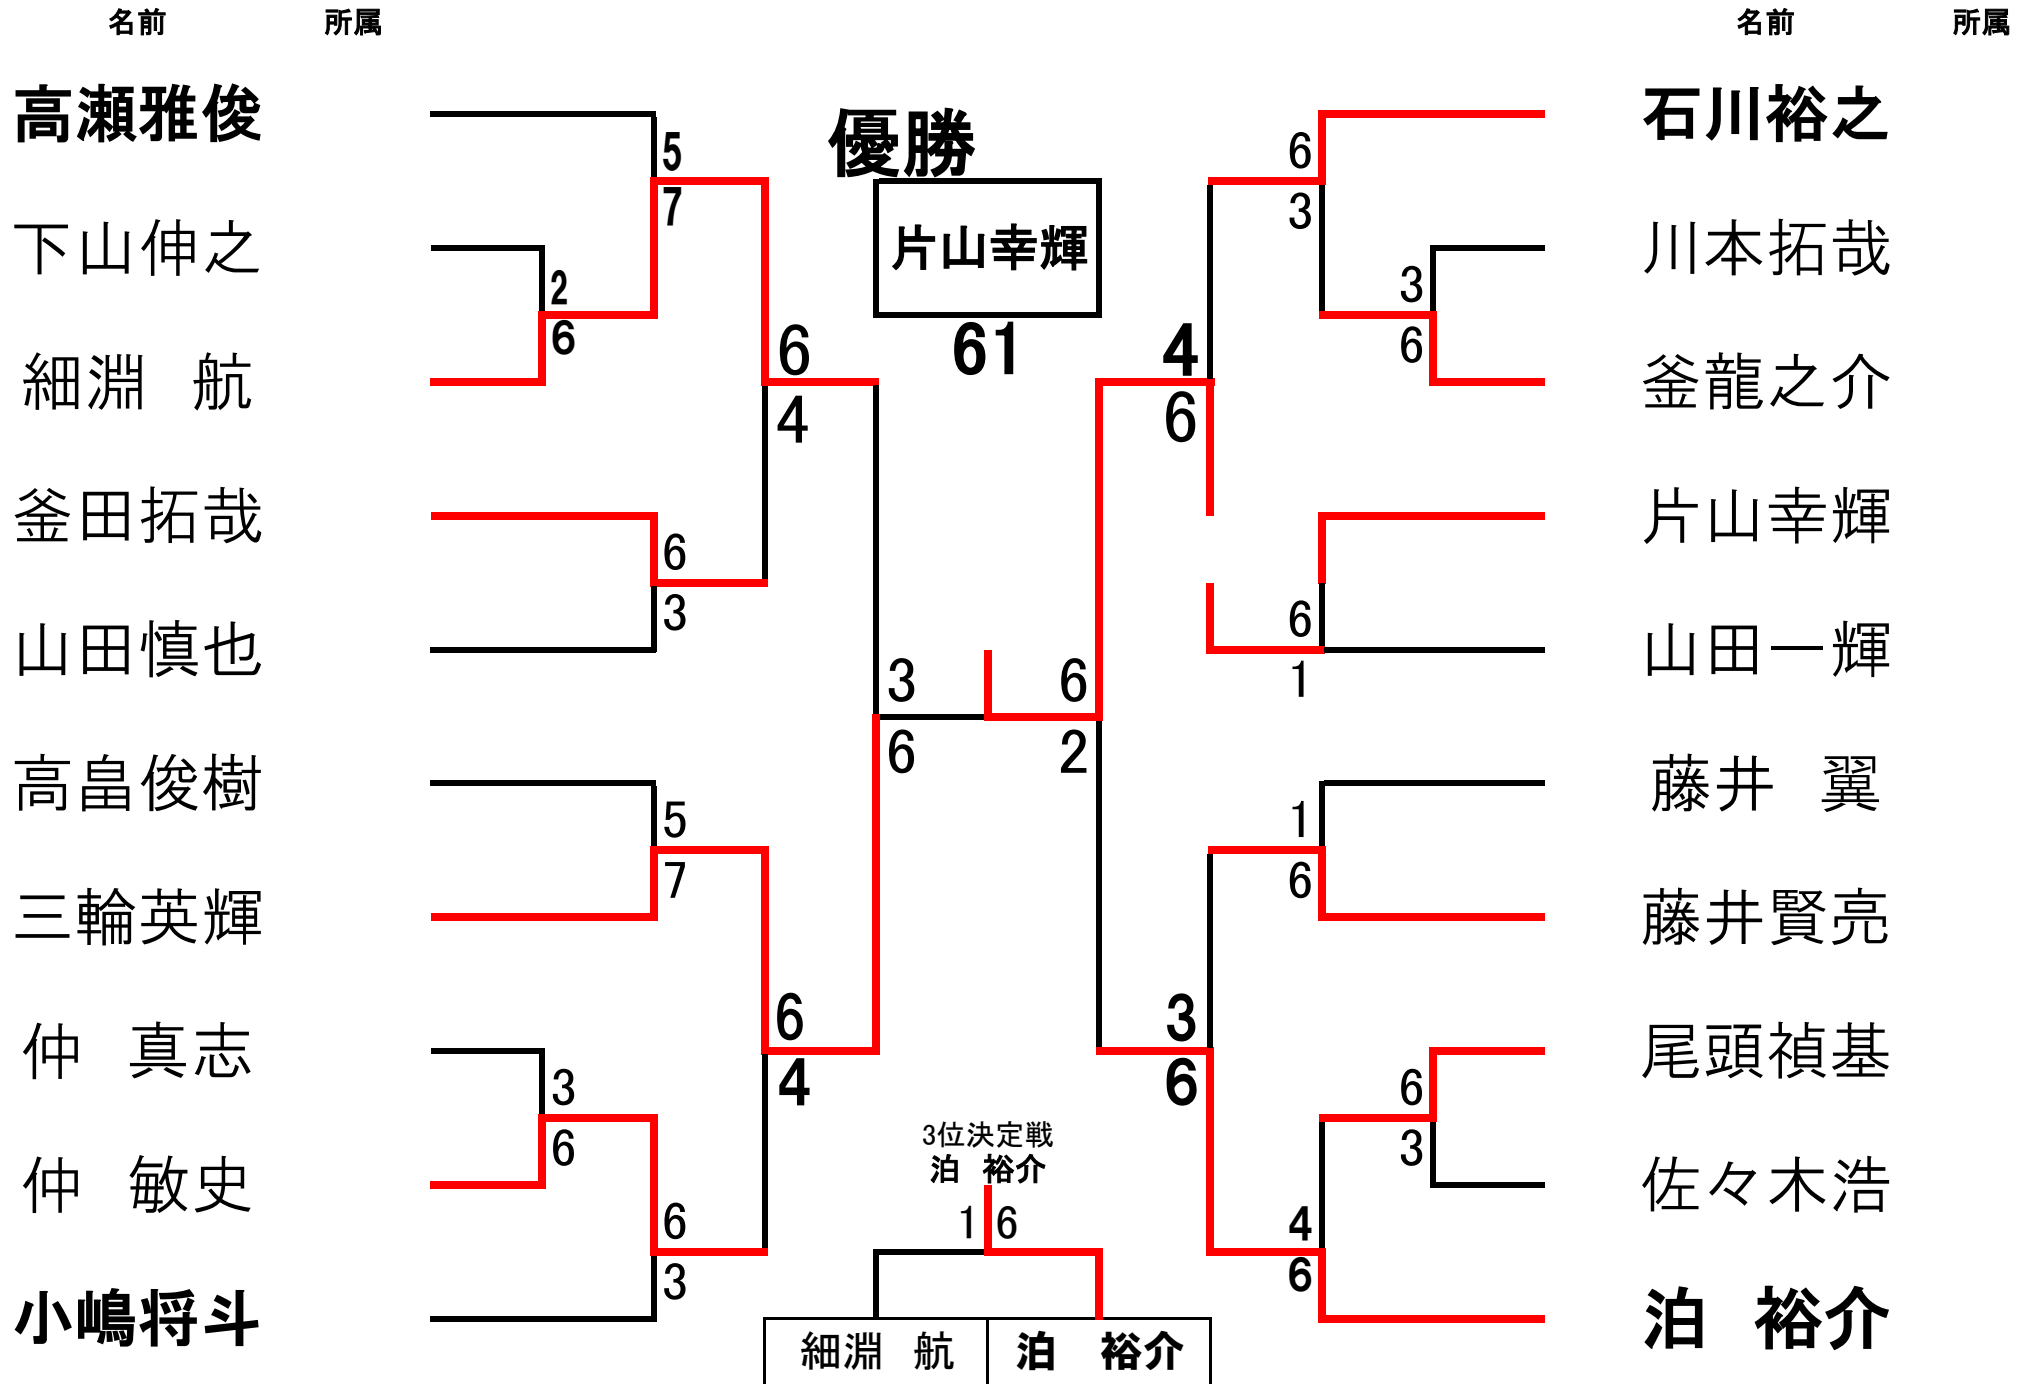 名前 所属 名前 所属
高瀬雅俊 優勝 石川裕之
5 6
7 片山幸輝 3
下山伸之 川本拓哉
2 3
6 61 6
細淵 航 6 4 釜龍之介
4 6
釜田拓哉 片山幸輝
6 6
3 1
山田慎也 山田一輝
3 6
6 2
高畠俊樹 藤井 翼
5 1
7 6
三輪英輝 藤井賢亮
6 3
仲 真志 尾頭禎基
4 6
3 6
6 3
3位決定戦
仲 敏史 泊 裕介 佐々木浩
6 1 6 4
3 6
小嶋将斗 泊 裕介
細淵 航 泊 裕介